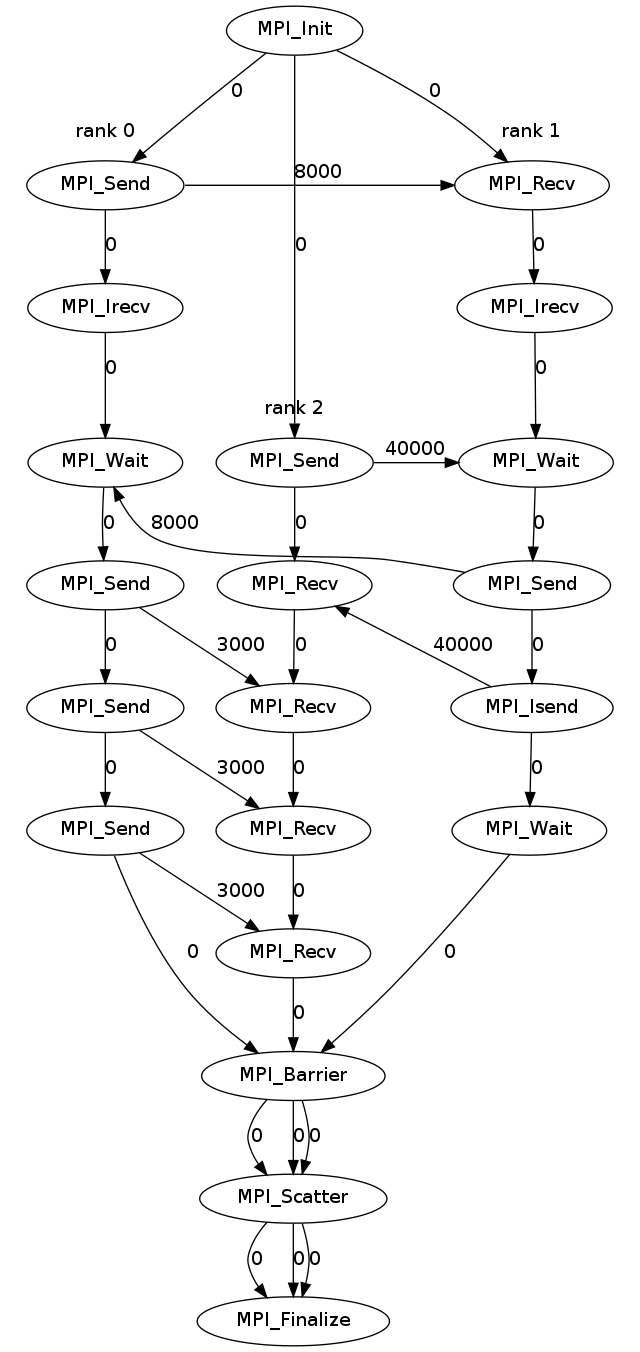 MPI_Init
0
0
rank 0
rank 1
MPI_Send
8000
MPI_Recv
0
0
0
MPI_Irecv
MPI_Irecv
0
0
rank 2
MPI_Wait
MPI_Send
40000
MPI_Wait
0
8000
0
0
MPI_Send
MPI_Recv
MPI_Send
0
3000
0
40000
0
MPI_Send
MPI_Recv
MPI_Isend
0
3000
0
0
MPI_Send
MPI_Recv
MPI_Wait
3000
0
0
MPI_Recv
0
0
MPI_Barrier
0
0
0
MPI_Scatter
0
0
0
MPI_Finalize